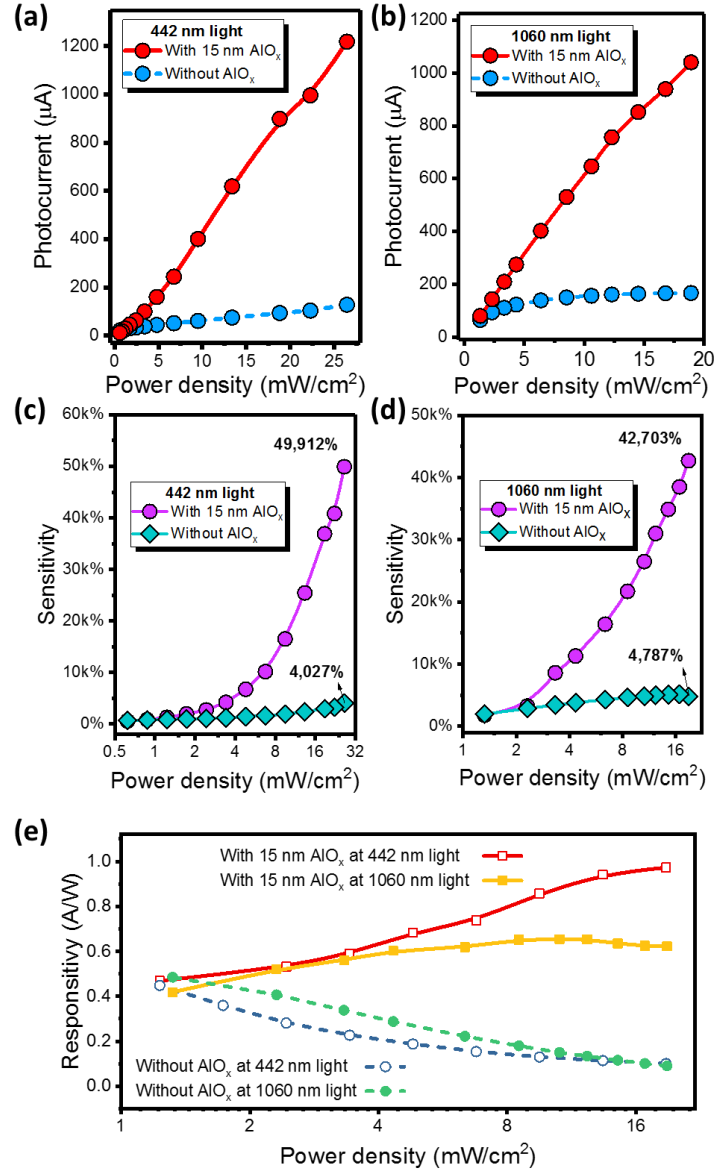 (a)
442 nm light
With 15 nm AlOₓ
Without AlOₓ
1200
1000
800
600
400
200
0
Photocurrent (μA)
0 5 10 15 20 25
Power density (mW/cm²)
(b)
1060 nm light
With 15 nm AlOₓ
Without AlOₓ
1200
1000
800
600
400
200
0
Photocurrent (μA)
0 5 10 15 20
Power density (mW/cm²)
(c)
60k%
50k%
40k%
30k%
20k%
10k%
0%
Sensitivity
49,912%
442 nm light
With 15 nm AlOₓ
Without AlOₓ
4,027%
0.5 1 2 4 8 16 32
Power density (mW/cm²)
(d)
50k%
40k%
30k%
20k%
10k%
0%
Sensitivity
42,703%
1060 nm light
With 15 nm AlOX
Without AlOX
4,787%
1 2 4 8 16
Power density (mW/cm²)
(e)
1.0
0.8
0.6
0.4
0.2
0.0
Responsitivy (A/W)
With 15 nm AlOₓ at 442 nm light
With 15 nm AlOₓ at 1060 nm light
Without AlOₓ at 442 nm light
Without AlOₓ at 1060 nm light
1 2 4 8 16
Power density (mW/cm²)